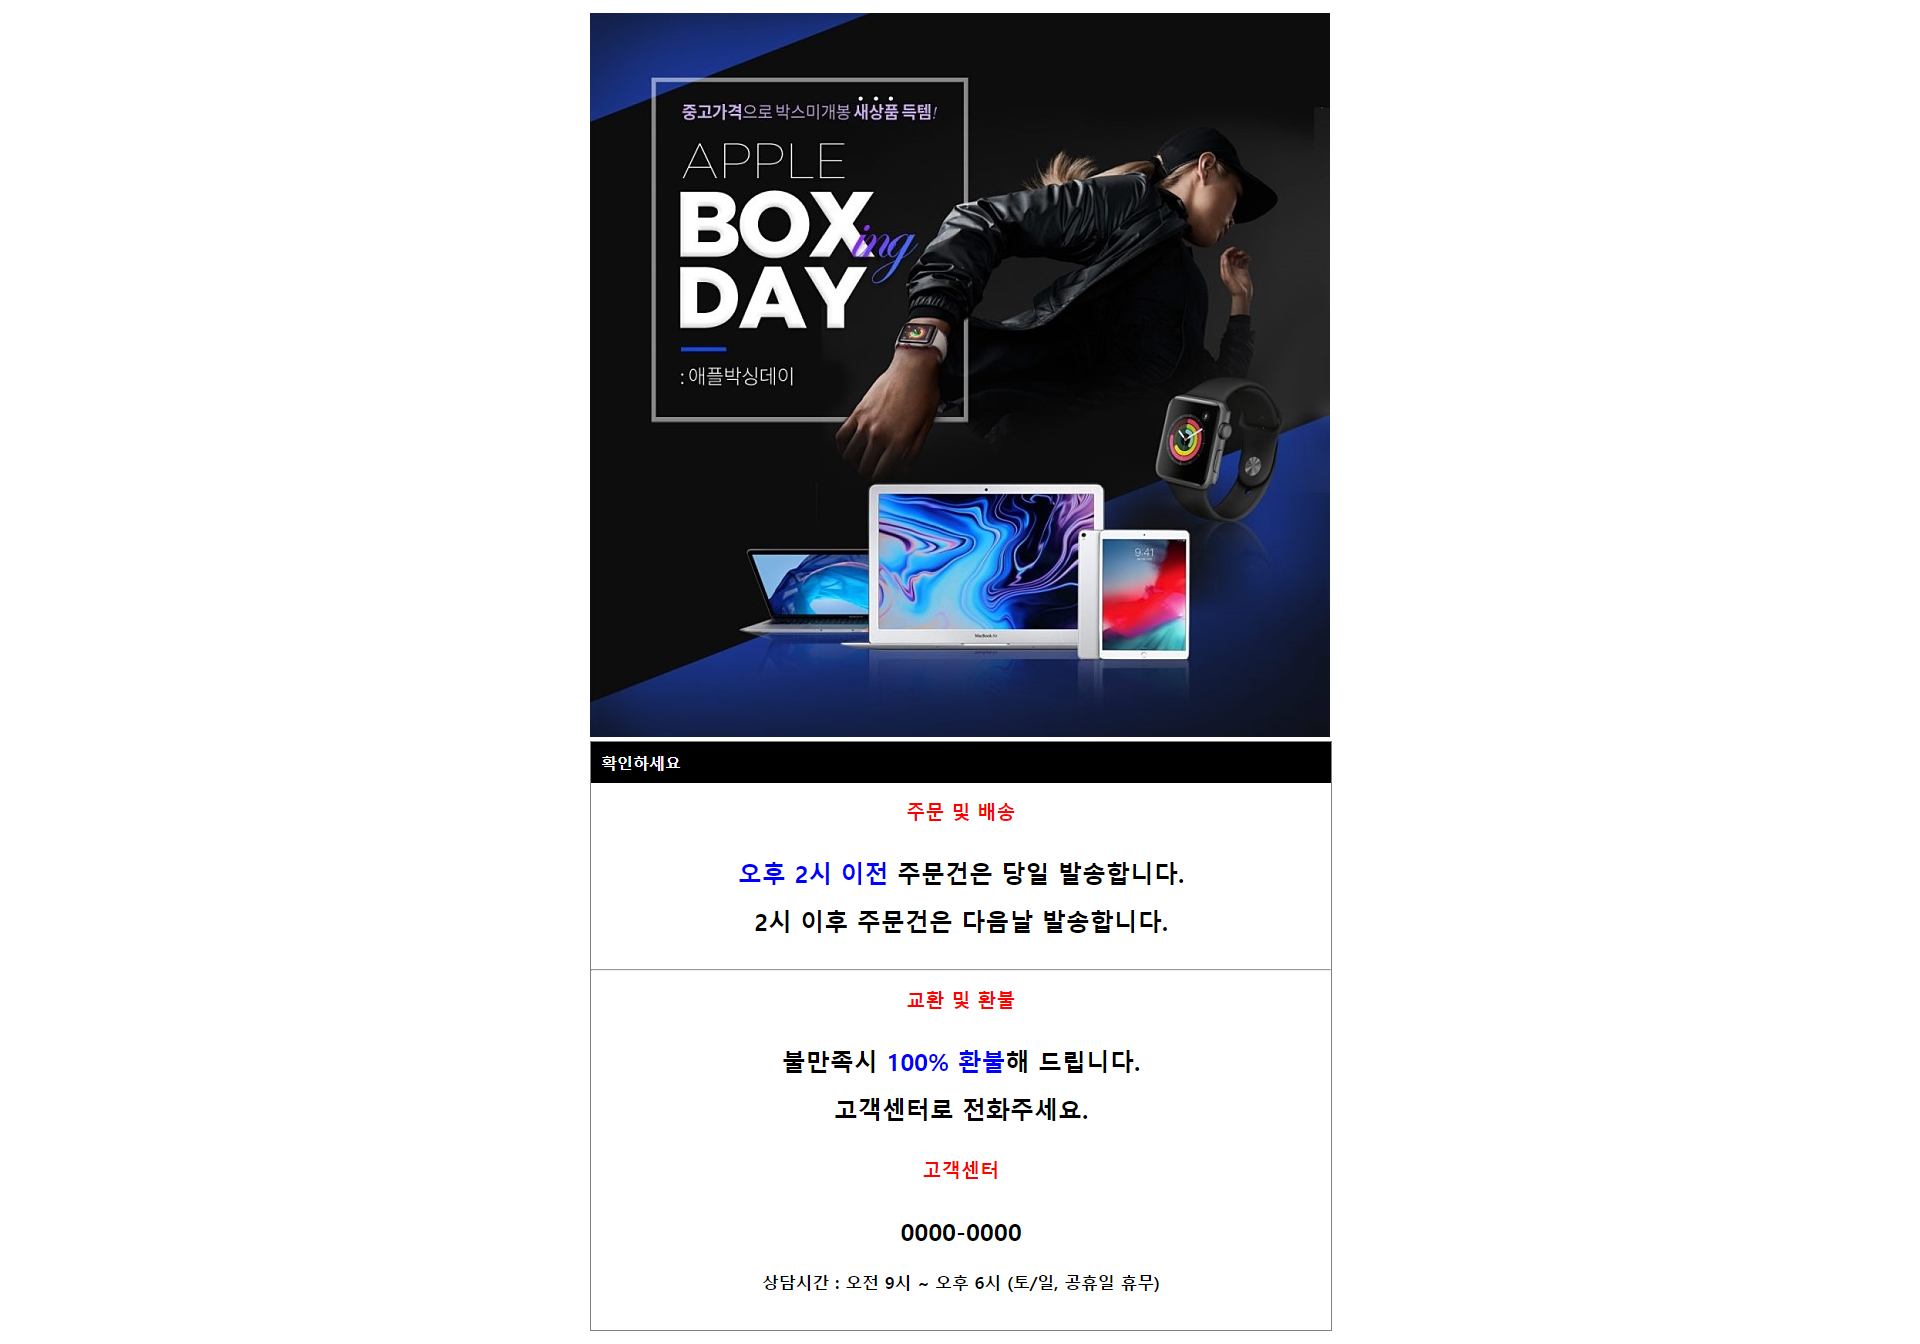 중고가격으로 박스미개봉 새상품 득템!
APPLE
BOXing
DAY
: 애플박싱데이
MacBook Air
9:41
확인하세요
주문 및 배송
오후 2시 이전 주문건은 당일 발송합니다.
2시 이후 주문건은 다음날 발송합니다.
교환 및 환불
불만족시 100% 환불해 드립니다.
고객센터로 전화주세요.
고객센터
0000-0000
상담시간 : 오전 9시 ~ 오후 6시 (토/일, 공휴일 휴무)